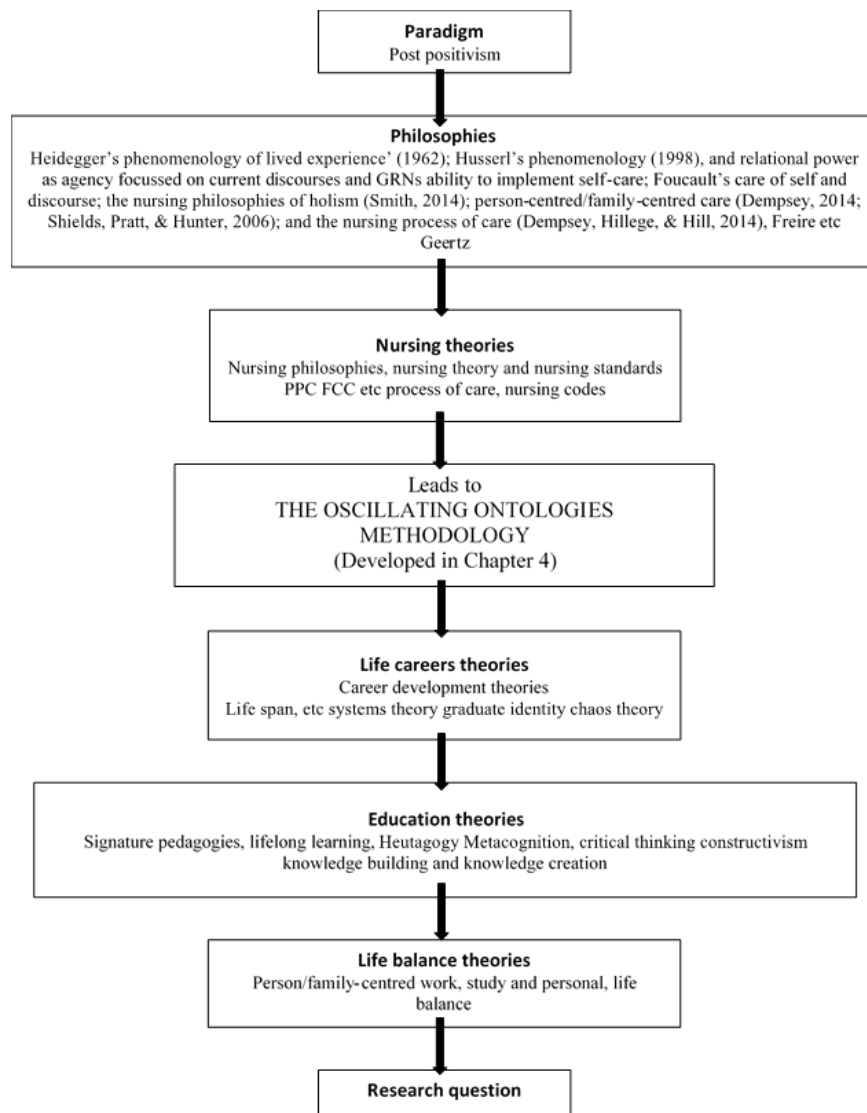 Paradigm
Post positivism
Philosophies
Heidegger's phenomenology of lived experience' (1962); Husserl's phenomenology (1998), and relational power
as agency focussed on current discourses and GRNs ability to implement self-care; Foucault's care of self and
discourse; the nursing philosophies of holism (Smith, 2014); person-centred/family-centred care (Dempsey, 2014;
Shields, Pratt, & Hunter, 2006); and the nursing process of care (Dempsey, Hillege, & Hill, 2014), Freire etc
Geertz
Nursing theories
Nursing philosophies, nursing theory and nursing standards
PPC FCC etc process of care, nursing codes
Leads to
THE OSCILLATING ONTOLOGIES
METHODOLOGY
(Developed in Chapter 4)
Life careers theories
Career development theories
Life span, etc systems theory graduate identity chaos theory
Education theories
Signature pedagogies, lifelong learning, Heutagogy Metacognition, critical thinking constructivism
knowledge building and knowledge creation
Life balance theories
Person/family-centred work, study and personal, life
balance
Research question